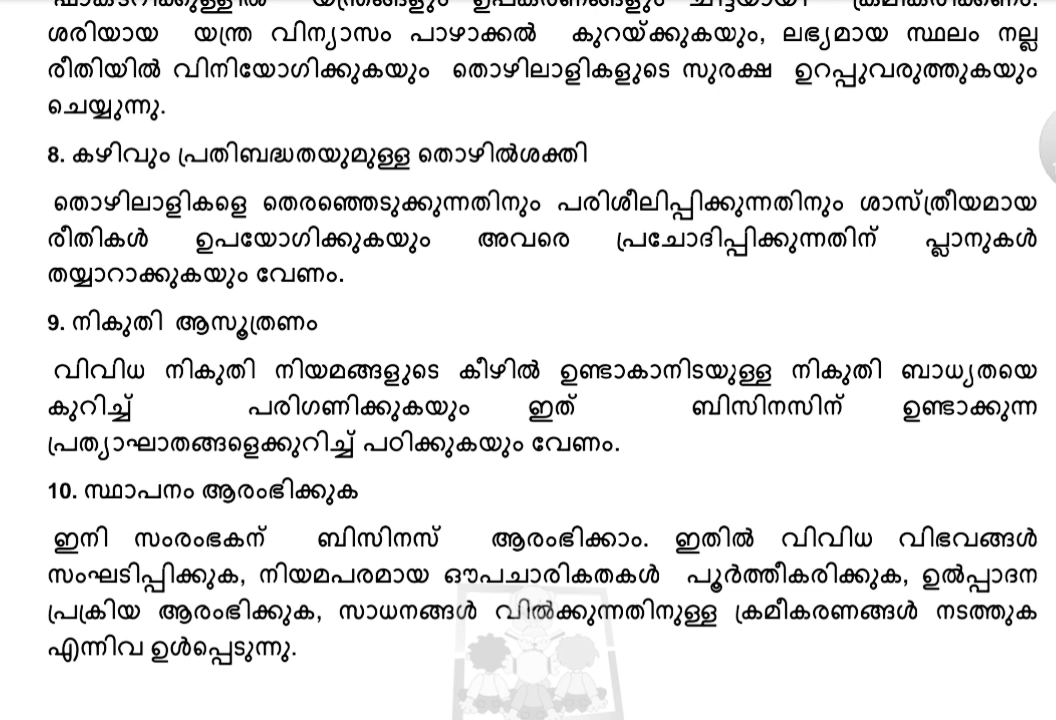 ശരിയായ യന്ത്ര വിന്യാസം പാഴാക്കൽ കുറയ്ക്കുകയും, ലഭ്യമായ സ്ഥലം നല്ല
രീതിയിൽ വിനിയോഗിക്കുകയും തൊഴിലാളികളുടെ സുരക്ഷ ഉറപ്പുവരുത്തുകയും
ചെയ്യുന്നു.
8. കഴിവും പ്രതിബദ്ധതയുമുള്ള തൊഴിൽശക്തി
തൊഴിലാളികളെ തെരഞ്ഞെടുക്കുന്നതിനും പരിശീലിപ്പിക്കുന്നതിനും ശാസ്ത്രീയമായ
രീതികൾ ഉപയോഗിക്കുകയും അവരെ പ്രചോദിപ്പിക്കുന്നതിന് പ്ലാനുകൾ
തയ്യാറാക്കുകയും വേണം.
9. നികുതി ആസൂത്രണം
വിവിധ നികുതി നിയമങ്ങളുടെ കീഴിൽ ഉണ്ടാകാനിടയുള്ള നികുതി ബാധ്യതയെ
കുറിച്ച് പരിഗണിക്കുകയും ഇത് ബിസിനസിന് ഉണ്ടാക്കുന്ന
പ്രത്യാഘാതങ്ങളെക്കുറിച്ച് പഠിക്കുകയും വേണം.
10. സ്ഥാപനം ആരംഭിക്കുക
ഇനി സംരംഭകന് ബിസിനസ് ആരംഭിക്കാം. ഇതിൽ വിവിധ വിഭവങ്ങൾ
സംഘടിപ്പിക്കുക, നിയമപരമായ ഔപചാരികതകൾ പൂർത്തീകരിക്കുക, ഉൽപ്പാദന
പ്രക്രിയ ആരംഭിക്കുക, സാധനങ്ങൾ വിൽക്കുന്നതിനുള്ള ക്രമീകരണങ്ങൾ നടത്തുക
എന്നിവ ഉൾപ്പെടുന്നു.